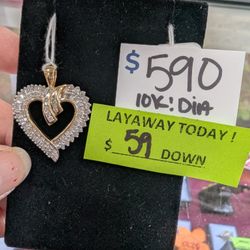 $590
10K! DIA
LAYAWAY TODAY!
$ 59 DOWN